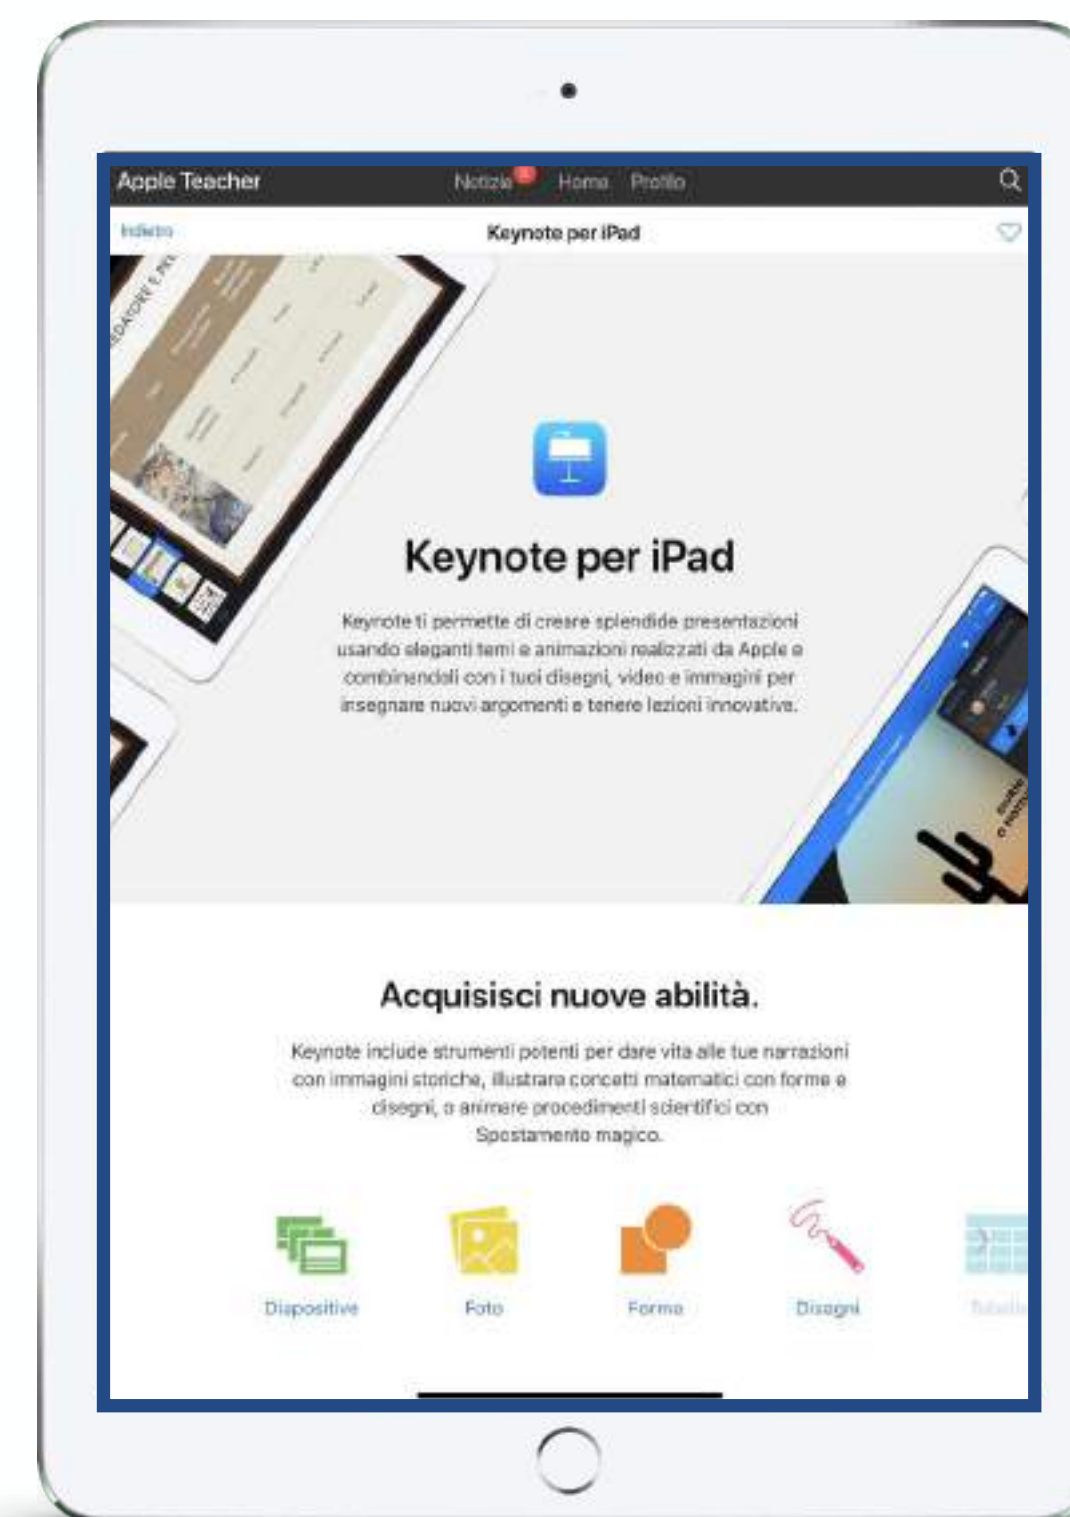 Apple Teacher Notizie Home Profilo
Indietro Keynote per iPad
Keynote per iPad
Keynote ti permette di creare splendide presentazioni
usando eleganti temi e animazioni realizzati da Apple e
combinandoli con i tuoi disegni, video e immagini per
insegnare nuovi argomenti e tenere lezioni innovative.
Acquisisci nuove abilità.
Keynote include strumenti potenti per dare vita alle tue narrazioni
con immagini storiche, illustrare concetti matematici con forme e
disegni, o animare procedimenti scientifici con
Spostamento magico.
Diapositive Foto Forme Disegni